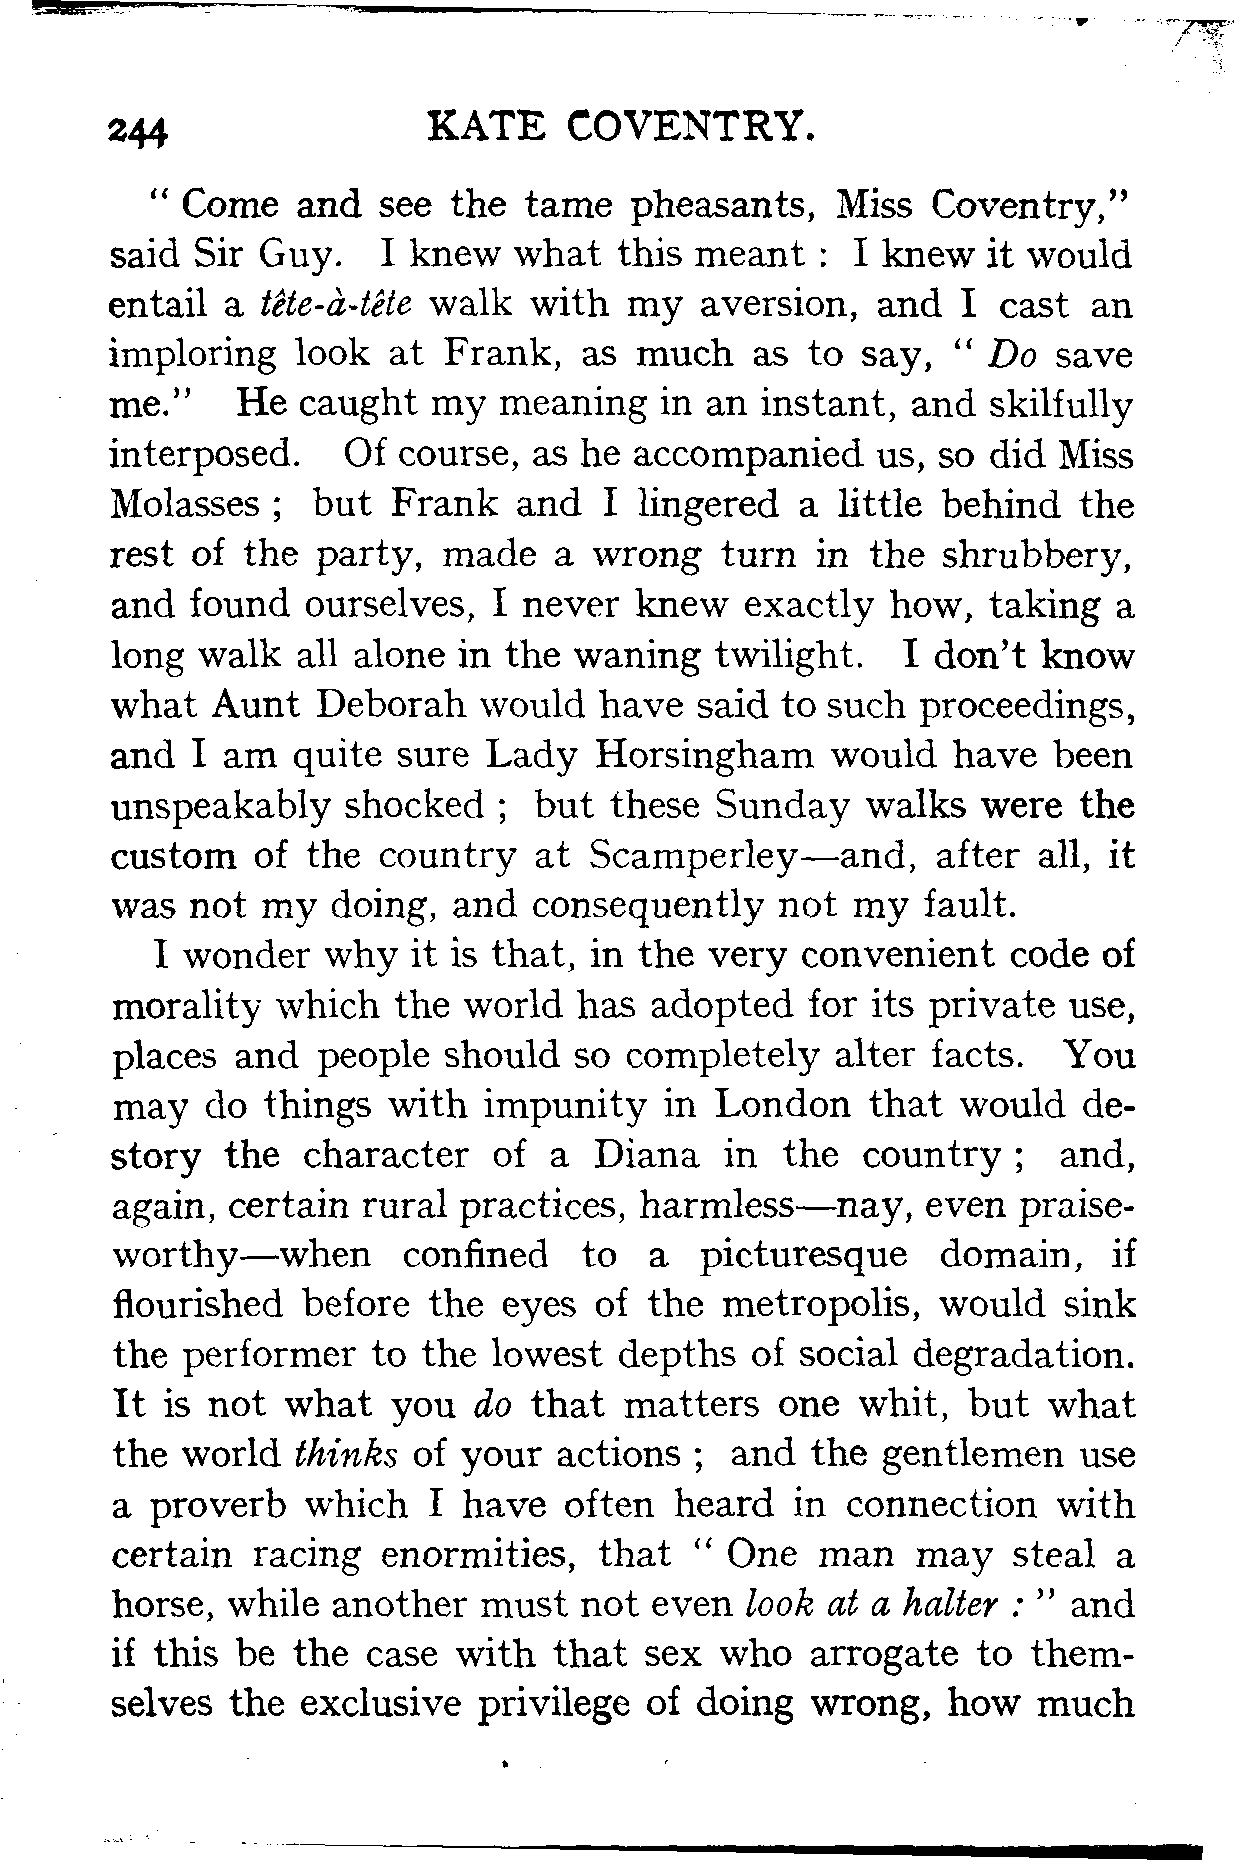 244 KATE COVENTRY.
“ Come and see the tame pheasants, Miss Coventry,”
said Sir Guy. I knew what this meant : I knew it would
entail a tête-à-tête walk with my aversion, and I cast an
imploring look at Frank, as much as to say, “ Do save
me.” He caught my meaning in an instant, and skilfully
interposed. Of course, as he accompanied us, so did Miss
Molasses ; but Frank and I lingered a little behind the
rest of the party, made a wrong turn in the shrubbery,
and found ourselves, I never knew exactly how, taking a
long walk all alone in the waning twilight. I don’t know
what Aunt Deborah would have said to such proceedings,
and I am quite sure Lady Horsingham would have been
unspeakably shocked ; but these Sunday walks were the
custom of the country at Scamperley—and, after all, it
was not my doing, and consequently not my fault.
I wonder why it is that, in the very convenient code of
morality which the world has adopted for its private use,
places and people should so completely alter facts. You
may do things with impunity in London that would de-
story the character of a Diana in the country ; and,
again, certain rural practices, harmless—nay, even praise-
worthy—when confined to a picturesque domain, if
flourished before the eyes of the metropolis, would sink
the performer to the lowest depths of social degradation.
It is not what you do that matters one whit, but what
the world thinks of your actions ; and the gentlemen use
a proverb which I have often heard in connection with
certain racing enormities, that “ One man may steal a
horse, while another must not even look at a halter : ” and
if this be the case with that sex who arrogate to them-
selves the exclusive privilege of doing wrong, how much